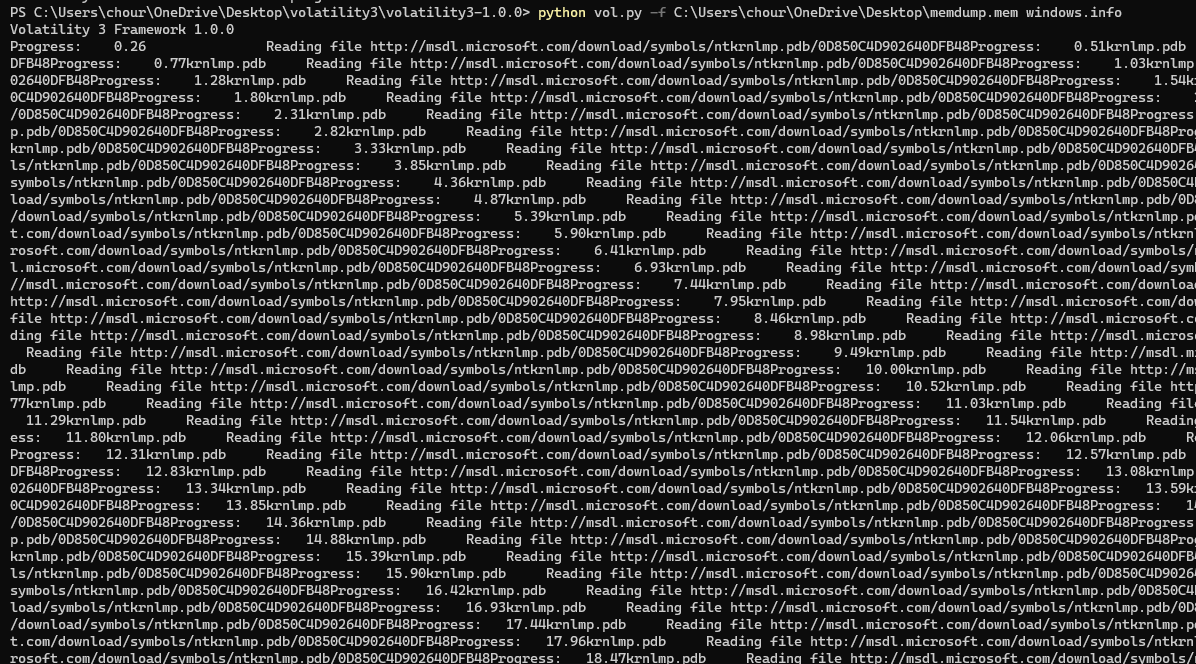 PS C:\Users\chour\OneDrive\Desktop\volatility3\volatility3-1.0.0> python vol.py -f C:\Users\chour\OneDrive\Desktop\memdump.mem windows.info
Volatility 3 Framework 1.0.0
Progress:    0.26               Reading file http://msdl.microsoft.com/download/symbols/ntkrnlmp.pdb/0D850C4D902640DFB48Progress:    0.51krnlmp.pdb
DFB48Progress:    0.77krnlmp.pdb     Reading file http://msdl.microsoft.com/download/symbols/ntkrnlmp.pdb/0D850C4D902640DFB48Progress:    1.03krnlmp
02640DFB48Progress:    1.28krnlmp.pdb     Reading file http://msdl.microsoft.com/download/symbols/ntkrnlmp.pdb/0D850C4D902640DFB48Progress:    1.54k
0C4D902640DFB48Progress:    1.80krnlmp.pdb     Reading file http://msdl.microsoft.com/download/symbols/ntkrnlmp.pdb/0D850C4D902640DFB48Progress:
/0D850C4D902640DFB48Progress:    2.31krnlmp.pdb     Reading file http://msdl.microsoft.com/download/symbols/ntkrnlmp.pdb/0D850C4D902640DFB48Progress
p.pdb/0D850C4D902640DFB48Progress:    2.82krnlmp.pdb     Reading file http://msdl.microsoft.com/download/symbols/ntkrnlmp.pdb/0D850C4D902640DFB48Pro
krnlmp.pdb/0D850C4D902640DFB48Progress:    3.33krnlmp.pdb     Reading file http://msdl.microsoft.com/download/symbols/ntkrnlmp.pdb/0D850C4D902640DFB
ls/ntkrnlmp.pdb/0D850C4D902640DFB48Progress:    3.85krnlmp.pdb     Reading file http://msdl.microsoft.com/download/symbols/ntkrnlmp.pdb/0D850C4D9026
symbols/ntkrnlmp.pdb/0D850C4D902640DFB48Progress:    4.36krnlmp.pdb     Reading file http://msdl.microsoft.com/download/symbols/ntkrnlmp.pdb/0D850C4
load/symbols/ntkrnlmp.pdb/0D850C4D902640DFB48Progress:    4.87krnlmp.pdb     Reading file http://msdl.microsoft.com/download/symbols/ntkrnlmp.pdb/0D
/download/symbols/ntkrnlmp.pdb/0D850C4D902640DFB48Progress:    5.39krnlmp.pdb     Reading file http://msdl.microsoft.com/download/symbols/ntkrnlmp.p
t.com/download/symbols/ntkrnlmp.pdb/0D850C4D902640DFB48Progress:    5.90krnlmp.pdb     Reading file http://msdl.microsoft.com/download/symbols/ntkrn
rosoft.com/download/symbols/ntkrnlmp.pdb/0D850C4D902640DFB48Progress:    6.41krnlmp.pdb     Reading file http://msdl.microsoft.com/download/symbols/
l.microsoft.com/download/symbols/ntkrnlmp.pdb/0D850C4D902640DFB48Progress:    6.93krnlmp.pdb     Reading file http://msdl.microsoft.com/download/sym
//msdl.microsoft.com/download/symbols/ntkrnlmp.pdb/0D850C4D902640DFB48Progress:    7.44krnlmp.pdb     Reading file http://msdl.microsoft.com/downloa
http://msdl.microsoft.com/download/symbols/ntkrnlmp.pdb/0D850C4D902640DFB48Progress:    7.95krnlmp.pdb     Reading file http://msdl.microsoft.com/do
file http://msdl.microsoft.com/download/symbols/ntkrnlmp.pdb/0D850C4D902640DFB48Progress:    8.46krnlmp.pdb     Reading file http://msdl.microsoft.c
ding file http://msdl.microsoft.com/download/symbols/ntkrnlmp.pdb/0D850C4D902640DFB48Progress:    8.98krnlmp.pdb     Reading file http://msdl.micros
  Reading file http://msdl.microsoft.com/download/symbols/ntkrnlmp.pdb/0D850C4D902640DFB48Progress:    9.49krnlmp.pdb     Reading file http://msdl.m
db     Reading file http://msdl.microsoft.com/download/symbols/ntkrnlmp.pdb/0D850C4D902640DFB48Progress:   10.00krnlmp.pdb     Reading file http://ms
lmp.pdb     Reading file http://msdl.microsoft.com/download/symbols/ntkrnlmp.pdb/0D850C4D902640DFB48Progress:   10.52krnlmp.pdb     Reading file htt
77krnlmp.pdb     Reading file http://msdl.microsoft.com/download/symbols/ntkrnlmp.pdb/0D850C4D902640DFB48Progress:   11.03krnlmp.pdb     Reading fil
  11.29krnlmp.pdb     Reading file http://msdl.microsoft.com/download/symbols/ntkrnlmp.pdb/0D850C4D902640DFB48Progress:   11.54krnlmp.pdb     Reading
ess:   11.80krnlmp.pdb     Reading file http://msdl.microsoft.com/download/symbols/ntkrnlmp.pdb/0D850C4D902640DFB48Progress:   12.06krnlmp.pdb     R
Progress:   12.31krnlmp.pdb     Reading file http://msdl.microsoft.com/download/symbols/ntkrnlmp.pdb/0D850C4D902640DFB48Progress:   12.57krnlmp.pdb
DFB48Progress:   12.83krnlmp.pdb     Reading file http://msdl.microsoft.com/download/symbols/ntkrnlmp.pdb/0D850C4D902640DFB48Progress:   13.08krnlmp
02640DFB48Progress:   13.34krnlmp.pdb     Reading file http://msdl.microsoft.com/download/symbols/ntkrnlmp.pdb/0D850C4D902640DFB48Progress:   13.59k
0C4D902640DFB48Progress:   13.85krnlmp.pdb     Reading file http://msdl.microsoft.com/download/symbols/ntkrnlmp.pdb/0D850C4D902640DFB48Progress:   14
/0D850C4D902640DFB48Progress:   14.36krnlmp.pdb     Reading file http://msdl.microsoft.com/download/symbols/ntkrnlmp.pdb/0D850C4D902640DFB48Progress
p.pdb/0D850C4D902640DFB48Progress:   14.88krnlmp.pdb     Reading file http://msdl.microsoft.com/download/symbols/ntkrnlmp.pdb/0D850C4D902640DFB48Pro
krnlmp.pdb/0D850C4D902640DFB48Progress:   15.39krnlmp.pdb     Reading file http://msdl.microsoft.com/download/symbols/ntkrnlmp.pdb/0D850C4D902640DFB
ls/ntkrnlmp.pdb/0D850C4D902640DFB48Progress:   15.90krnlmp.pdb     Reading file http://msdl.microsoft.com/download/symbols/ntkrnlmp.pdb/0D850C4D9026
symbols/ntkrnlmp.pdb/0D850C4D902640DFB48Progress:   16.42krnlmp.pdb     Reading file http://msdl.microsoft.com/download/symbols/ntkrnlmp.pdb/0D850C4
load/symbols/ntkrnlmp.pdb/0D850C4D902640DFB48Progress:   16.93krnlmp.pdb     Reading file http://msdl.microsoft.com/download/symbols/ntkrnlmp.pdb/0D
/download/symbols/ntkrnlmp.pdb/0D850C4D902640DFB48Progress:   17.44krnlmp.pdb     Reading file http://msdl.microsoft.com/download/symbols/ntkrnlmp.p
t.com/download/symbols/ntkrnlmp.pdb/0D850C4D902640DFB48Progress:   17.96krnlmp.pdb     Reading file http://msdl.microsoft.com/download/symbols/ntkrn
rosoft.com/download/symbols/ntkrnlmp.pdb/0D850C4D902640DFB48Progress:   18.47krnlmp.pdb     Reading file http://msdl.microsoft.com/download/symbols/